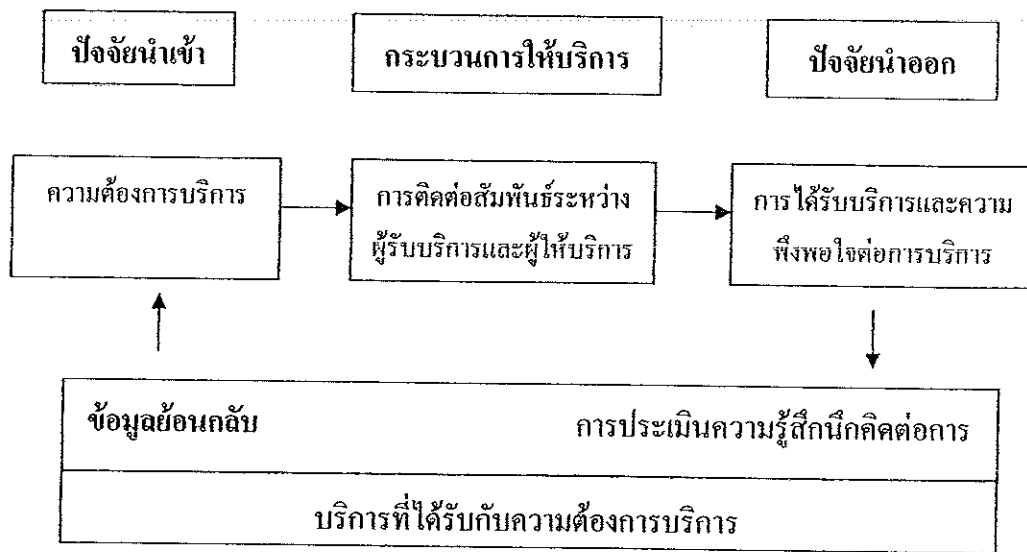 ปัจจัยนำเข้า
กระบวนการให้บริการ
ปัจจัยนำออก
ความต้องการบริการ
การติดต่อสัมพันธ์ระหว่าง
ผู้รับบริการและผู้ให้บริการ
การได้รับบริการและความ
พึงพอใจต่อการบริการ
ข้อมูลย้อนกลับ
การประเมินความรู้สึกนึกคิดต่อการ
บริการที่ได้รับกับความต้องการบริการ